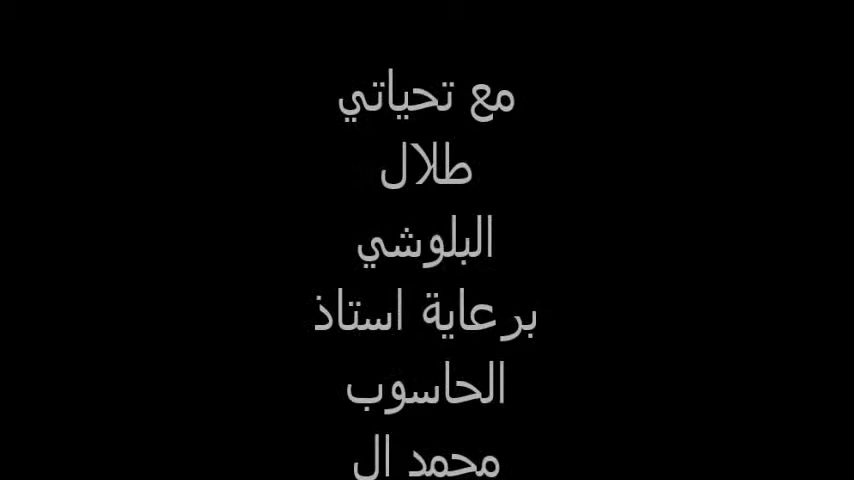 مع تحياتي
طلال
البلوشي
برعاية استاذ
الحاسوب
محمد ال